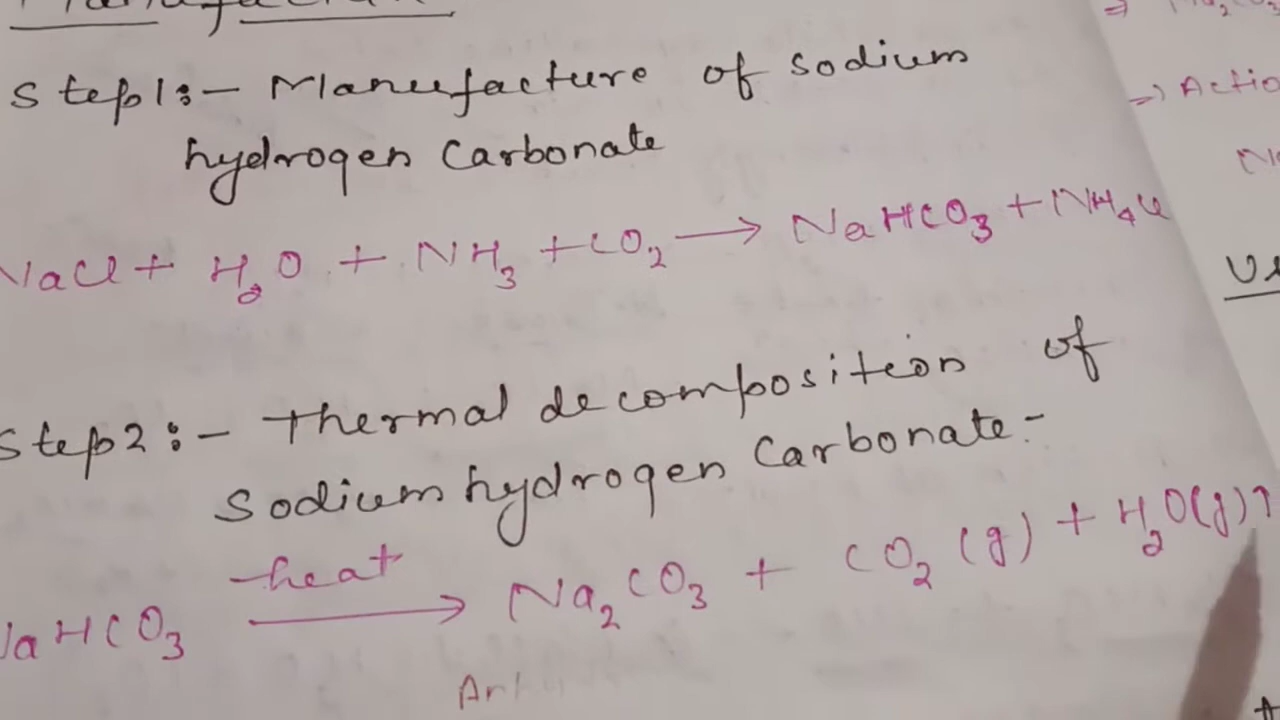 Step1:- Manufacture of sodium
hydrogen Carbonate
NaCl + H₂O + NH₃ + CO₂ → NaHCO₃ + NH₄Cl
Step2:- Thermal decomposition of
Sodium hydrogen Carbonate-
heat
NaHCO₃ → Na₂CO₃ + CO₂ (g) + H₂O(g)↑